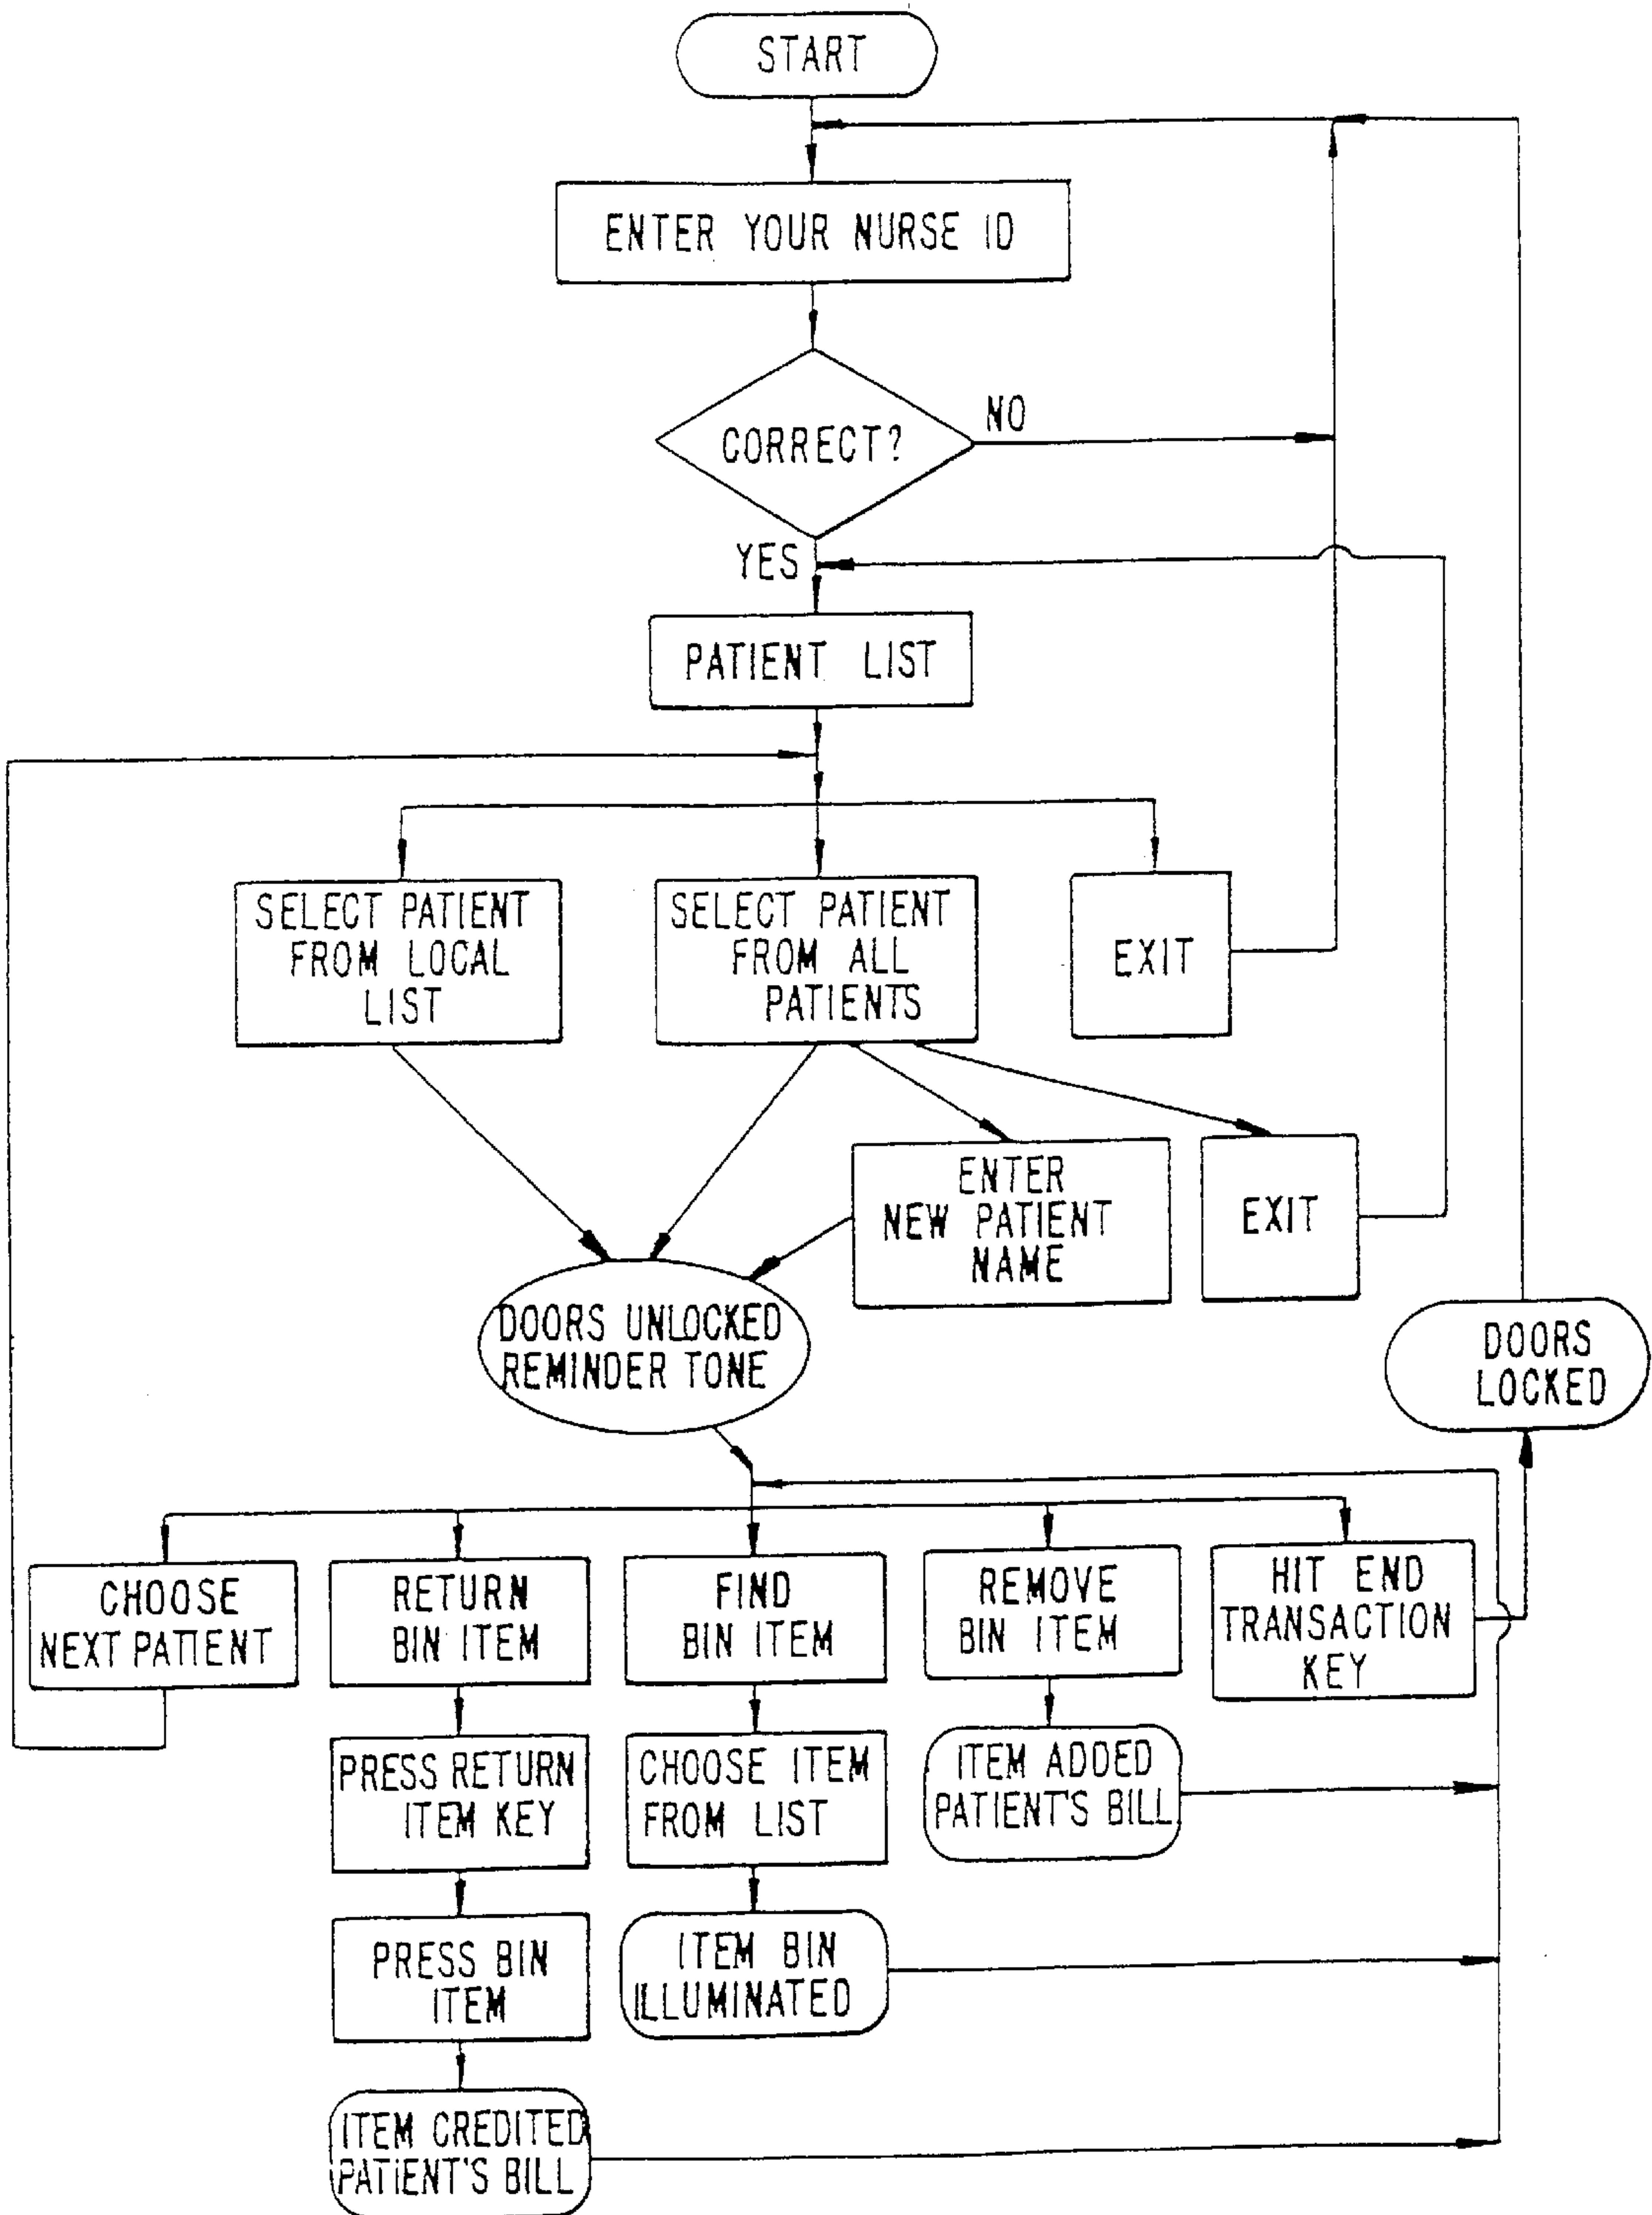 START
ENTER YOUR NURSE ID
CORRECT?
NO
YES
PATIENT LIST
SELECT PATIENT
FROM LOCAL
LIST
SELECT PATIENT
FROM ALL
PATIENTS
EXIT
ENTER
NEW PATIENT
NAME
EXIT
DOORS UNLOCKED
REMINDER TONE
DOORS
LOCKED
CHOOSE
NEXT PATIENT
RETURN
BIN ITEM
FIND
BIN ITEM
REMOVE
BIN ITEM
HIT END
TRANSACTION
KEY
PRESS RETURN
ITEM KEY
CHOOSE ITEM
FROM LIST
ITEM ADDED
PATIENT'S BILL
PRESS BIN
ITEM
ITEM BIN
ILLUMINATED
ITEM CREDITED
PATIENT'S BILL